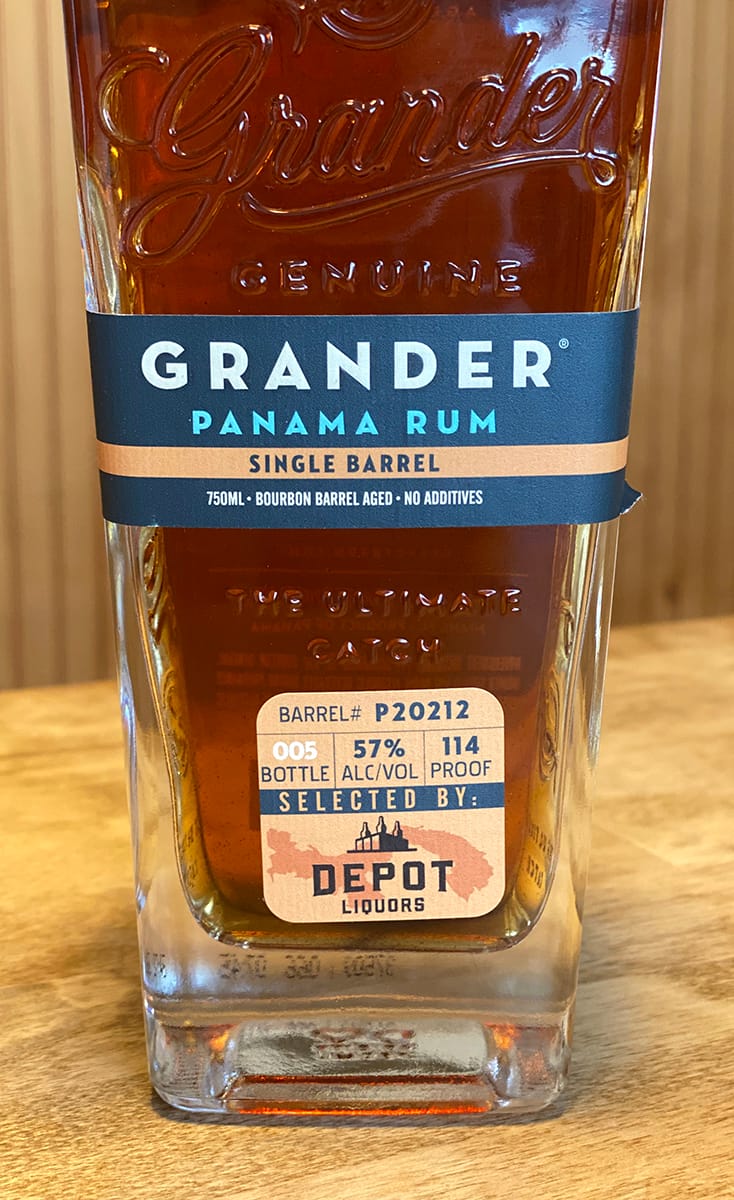 Grander
GENUINE
GRANDER®
PANAMA RUM
SINGLE BARREL
750ML • BOURBON BARREL AGED • NO ADDITIVES
THE ULTIMATE
CATCH
BARREL# P20212
005 57% 114
BOTTLE ALC/VOL PROOF
SELECTED BY:
DEPOT
LIQUORS